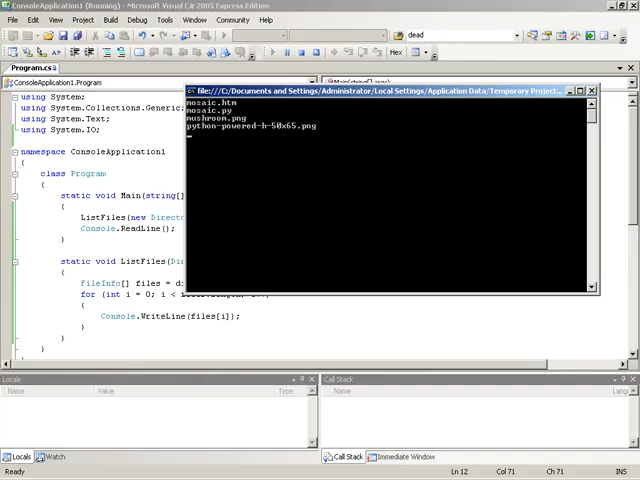 ConsoleApplication1 (Running) - Microsoft Visual C# 2005 Express Edition
File Edit View Project Build Debug Tools Window Community Help
dead
Hex
Program.cs
ConsoleApplication1.Program
Main(string[] args)
using System;
using System.Collections.Generic;
using System.Text;
using System.IO;
namespace ConsoleApplication1
{
class Program
{
static void Main(string[]
{
ListFiles(new Directo
Console.ReadLine();
}
static void ListFiles(Di
{
FileInfo[] files = di
for (int i = 0; i <
{
Console.WriteLine(files[i]);
}
}
}
file:///C:/Documents and Settings/Administrator/Local Settings/Application Data/Temporary Project...
mosaic.htm
mosaic.py
mushroom.png
python-powered-h-50x65.png
Locals
Name Value Type
Call Stack
Name Lang
Locals Watch
Call Stack Immediate Window
Ready Ln 12 Col 71 Ch 71 INS